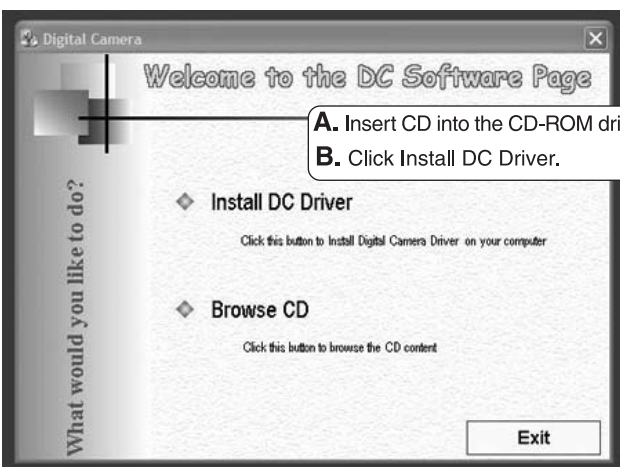 Digital Camera
Welcome to the DC Software Page
A. Insert CD into the CD-ROM
B. Click Install DC Driver.
What would you like to do?
Install DC Driver
Click this button to Install Digital Camera Driver on your computer
Browse CD
Click this button to browse the CD content
Exit